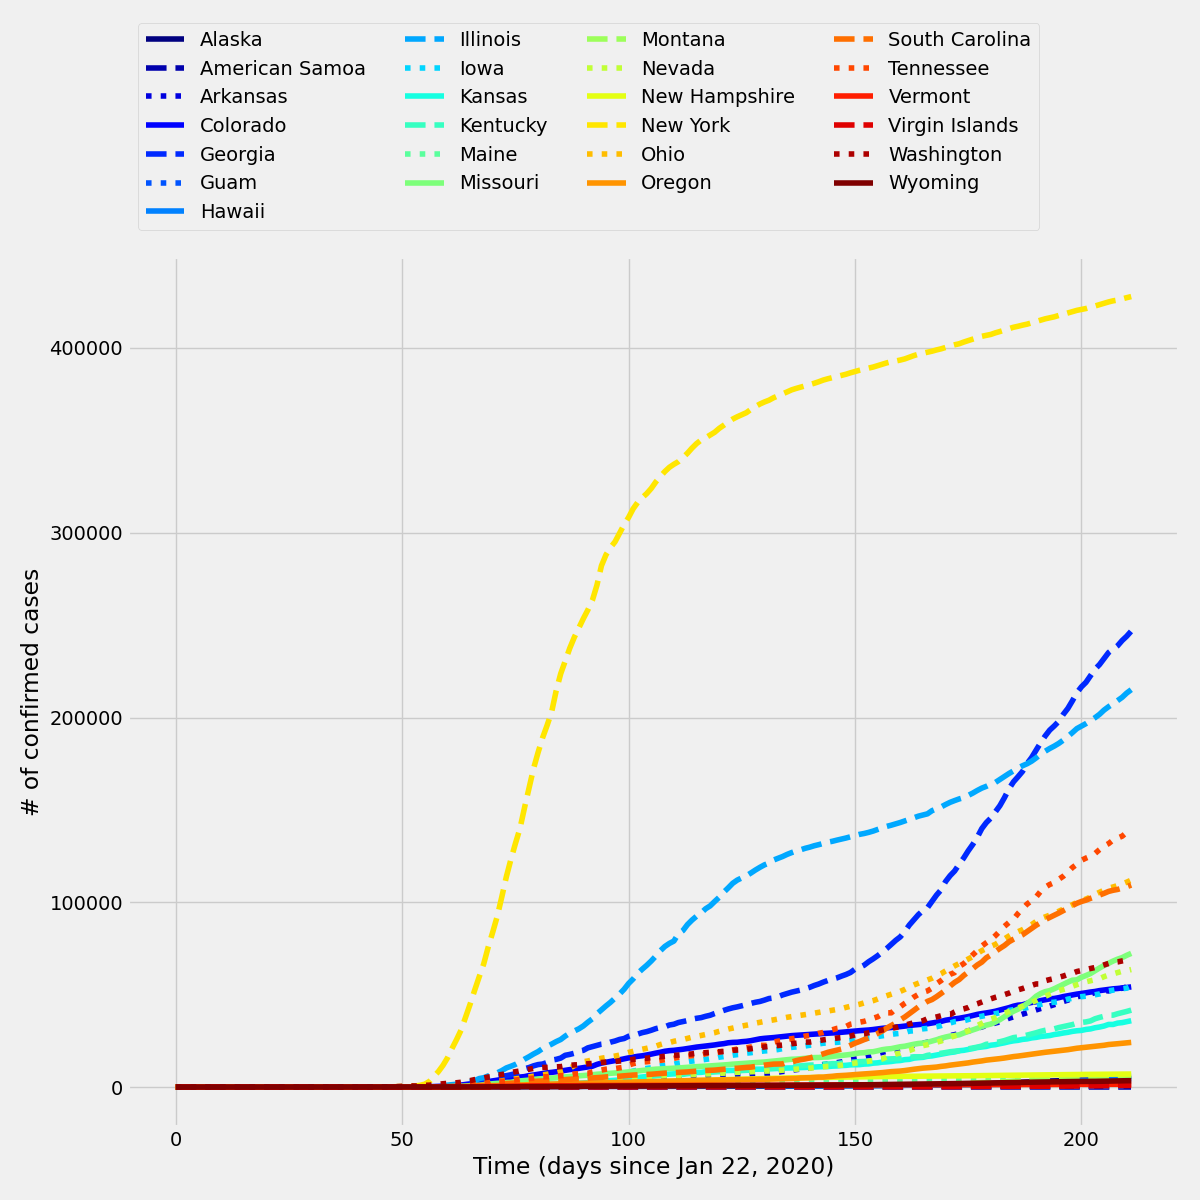 Alaska
American Samoa
Arkansas
Colorado
Georgia
Guam
Hawaii
Illinois
Iowa
Kansas
Kentucky
Maine
Missouri
Montana
Nevada
New Hampshire
New York
Ohio
Oregon
South Carolina
Tennessee
Vermont
Virgin Islands
Washington
Wyoming
# of confirmed cases
400000
300000
200000
100000
0
0 50 100 150 200
Time (days since Jan 22, 2020)